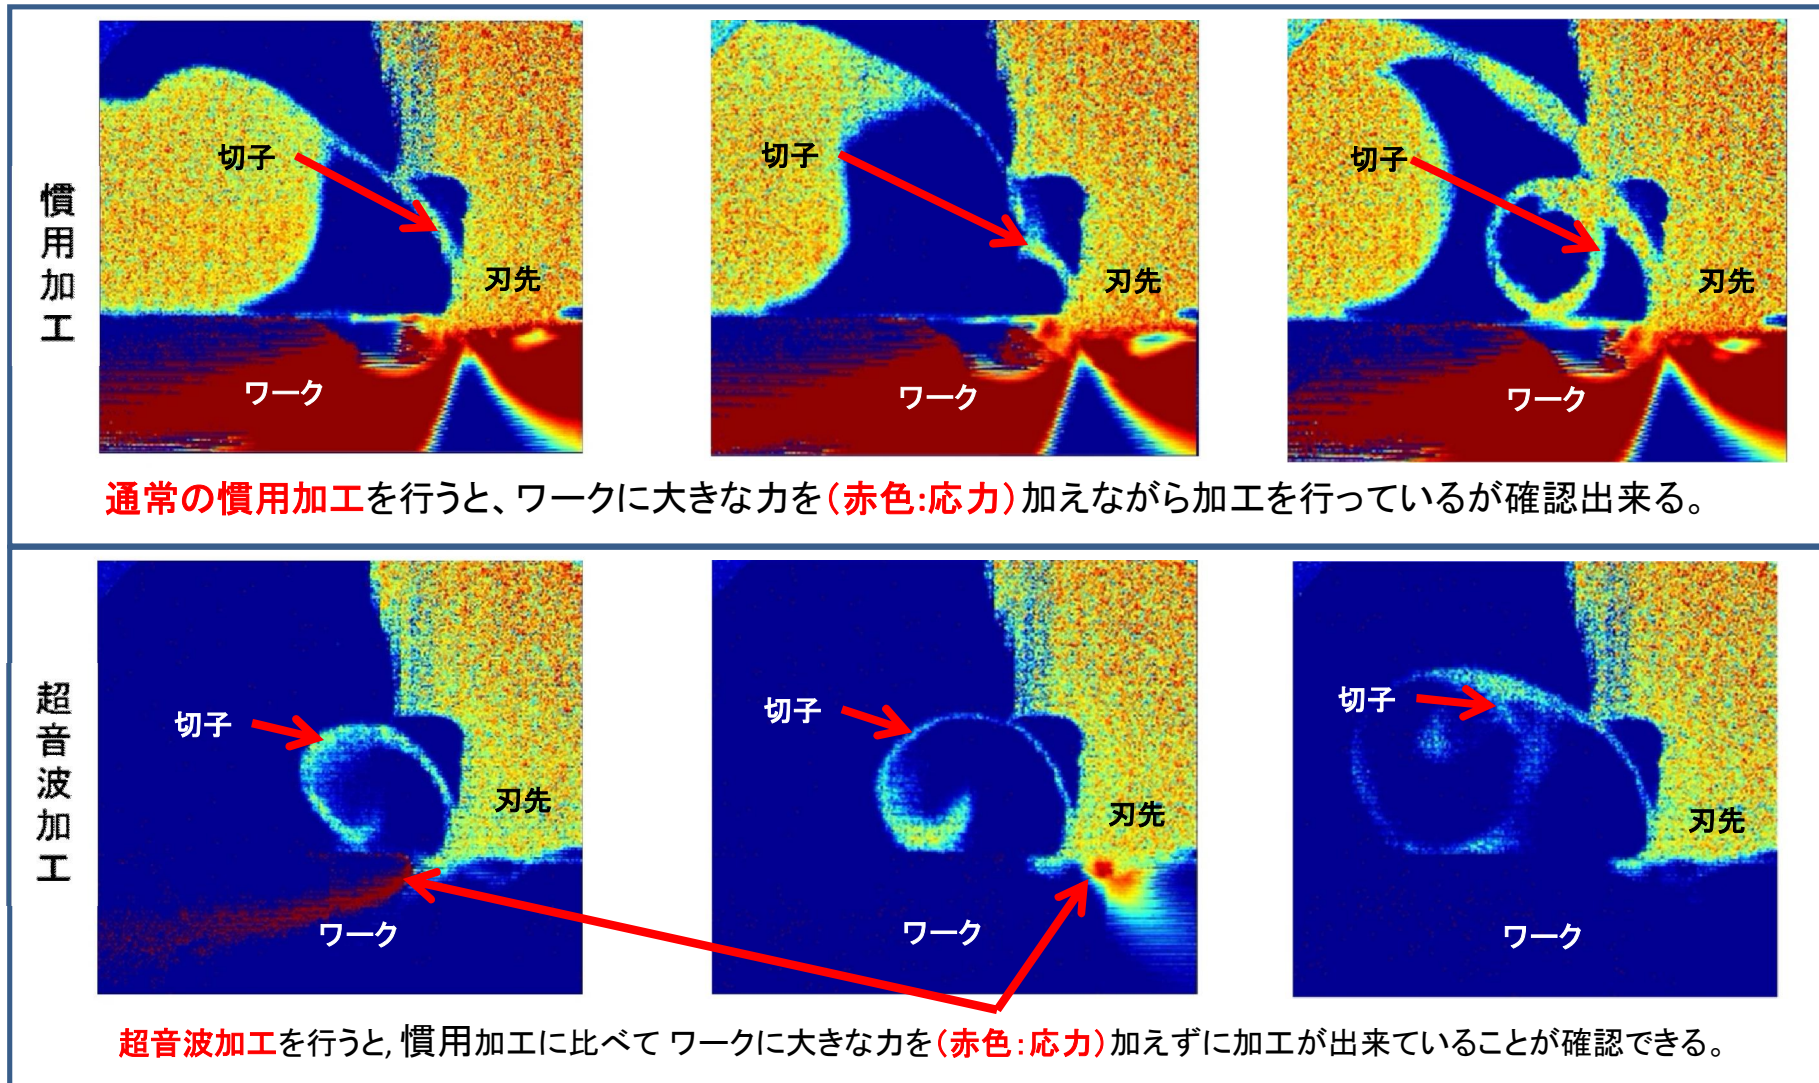 慣用加工
切子
刃先
ワーク
切子
刃先
ワーク
切子
刃先
ワーク
通常の慣用加工を行うと、ワークに大きな力を(赤色:応力)加えながら加工を行っているが確認出来る。
超音波加工
切子
刃先
ワーク
切子
刃先
ワーク
切子
刃先
ワーク
超音波加工を行うと, 慣用加工に比べて ワークに大きな力を(赤色:応力)加えずに加工が出来ていることが確認できる。